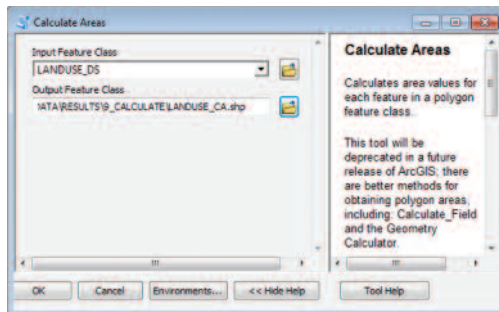 Calculate Areas
Input Feature Class
LANDUSE_DS
Output Feature Class
\ATA\RESULTS\9_CALCULATE\LANDUSE_CA.shp
Calculate Areas
Calculates area values for
each feature in a polygon
feature class.
This tool will be
deprecated in a future
release of ArcGIS; there
are better methods for
obtaining polygon areas,
including: Calculate_Field
and the Geometry
Calculator.
OK
Cancel
Environments...
<< Hide Help
Tool Help